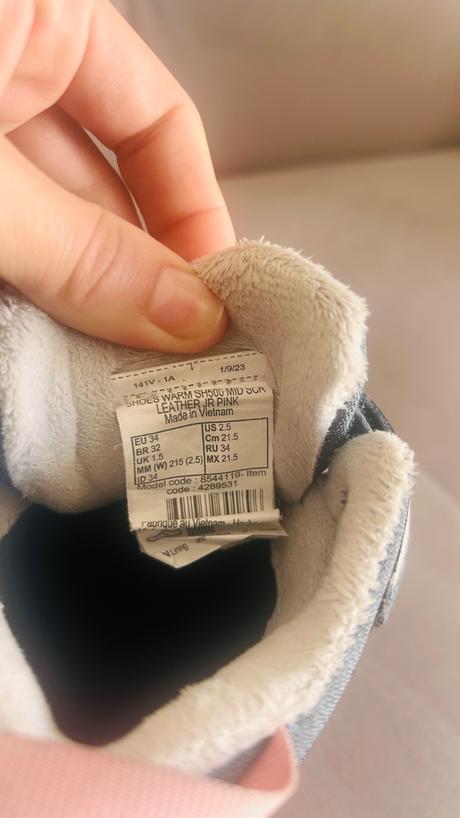 141V - 1A 1/9/23
SHOES WARM SH500 MID SCR
LEATHER JR PINK
Made in Vietnam
EU 34
BR 32
UK 1.5
MM (W) 215 (2.5)
ID 34
US 2.5
Cm 21.5
RU 34
MX 21.5
Model code : 8544119- Item
code : 4289531
Fabriqué au Vietnam
Lining